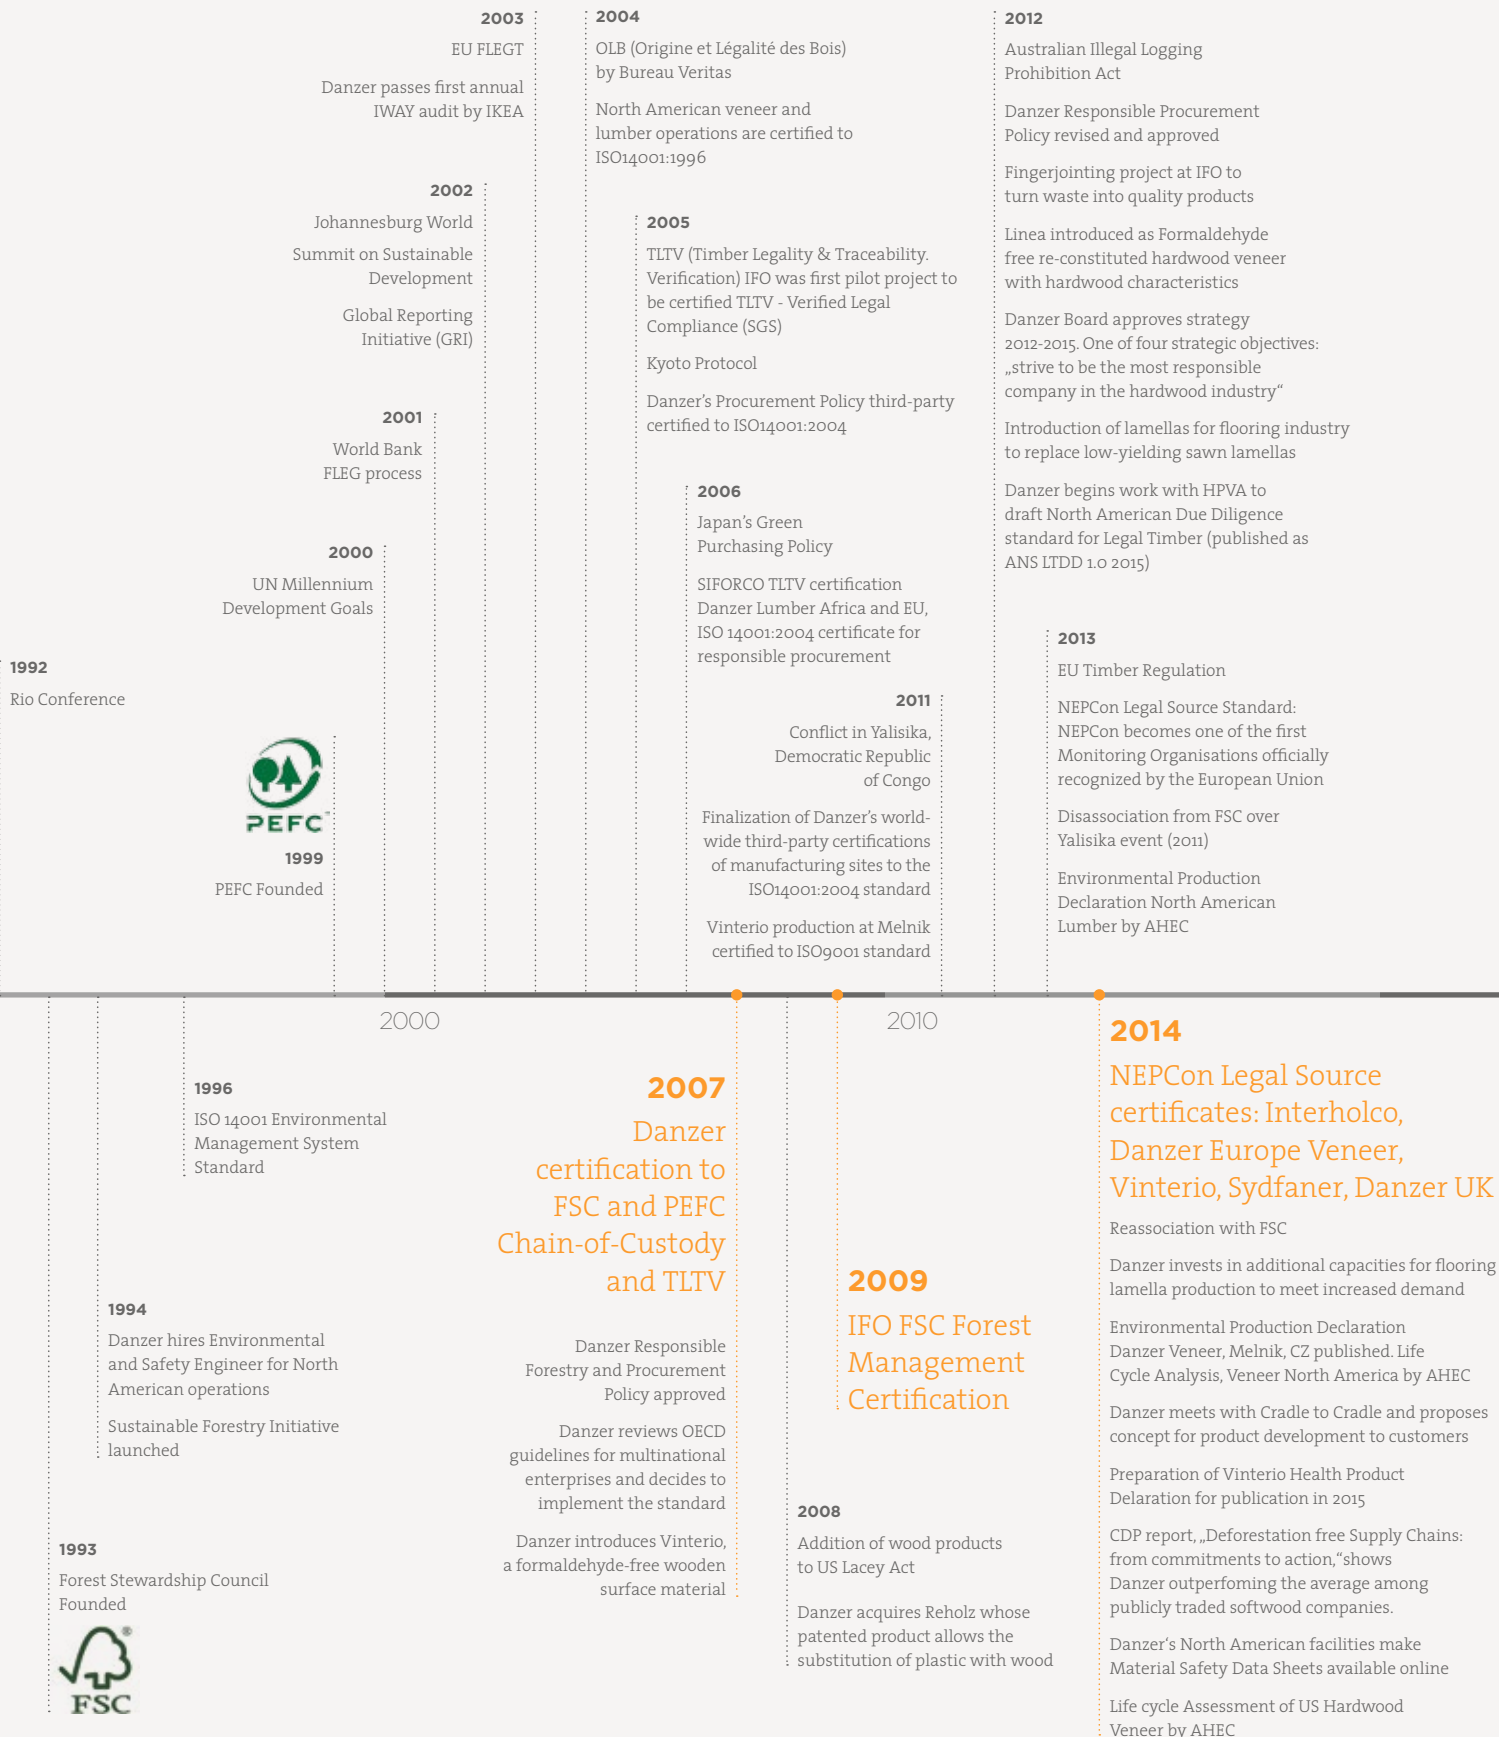 2003
EU FLEGT
Danzer passes first annual
IWAY audit by IKEA
2004
OLB (Origine et Légalité des Bois)
by Bureau Veritas
North American veneer and
lumber operations are certified to
ISO14001:1996
2012
Australian Illegal Logging
Prohibition Act
Danzer Responsible Procurement
Policy revised and approved
Fingerjointing project at IFO to
turn waste into quality products
Linea introduced as Formaldehyde
free re-constituted hardwood veneer
with hardwood characteristics
Danzer Board approves strategy
2012-2015. One of four strategic objectives:
„strive to be the most responsible
company in the hardwood industry“
Introduction of lamellas for flooring industry
to replace low-yielding sawn lamellas
Danzer begins work with HPVA to
draft North American Due Diligence
standard for Legal Timber (published as
ANS LTDD 1.0 2015)
2002
Johannesburg World
Summit on Sustainable
Development
Global Reporting
Initiative (GRI)
2005
TLTV (Timber Legality & Traceability.
Verification) IFO was first pilot project to
be certified TLTV - Verified Legal
Compliance (SGS)
Kyoto Protocol
Danzer's Procurement Policy third-party
certified to ISO14001:2004
2001
World Bank
FLEG process
2006
Japan's Green
Purchasing Policy
SIFORCO TLTV certification
Danzer Lumber Africa and EU,
ISO 14001:2004 certificate for
responsible procurement
2000
UN Millennium
Development Goals
2013
EU Timber Regulation
NEPCon Legal Source Standard:
NEPCon becomes one of the first
Monitoring Organisations officially
recognized by the European Union
Disassociation from FSC over
Yalisika event (2011)
Environmental Production
Declaration North American
Lumber by AHEC
1992
Rio Conference
2011
Conflict in Yalisika,
Democratic Republic
of Congo
Finalization of Danzer's world-
wide third-party certifications
of manufacturing sites to the
ISO14001:2004 standard
Vinterio production at Melnik
certified to ISO9001 standard
PEFC™
1999
PEFC Founded
2000
2010
1996
ISO 14001 Environmental
Management System
Standard
2007
Danzer
certification to
FSC and PEFC
Chain-of-Custody
and TLTV
Danzer Responsible
Forestry and Procurement
Policy approved
Danzer reviews OECD
guidelines for multinational
enterprises and decides to
implement the standard
Danzer introduces Vinterio,
a formaldehyde-free wooden
surface material
2014
NEPCon Legal Source
certificates: Interholco,
Danzer Europe Veneer,
Vinterio, Sydfaner, Danzer UK
Reassociation with FSC
Danzer invests in additional capacities for flooring
lamella production to meet increased demand
Environmental Production Declaration
Danzer Veneer, Melnik, CZ published. Life
Cycle Analysis, Veneer North America by AHEC
Danzer meets with Cradle to Cradle and proposes
concept for product development to customers
Preparation of Vinterio Health Product
Delaration for publication in 2015
CDP report, „Deforestation free Supply Chains:
from commitments to action,“shows
Danzer outperfoming the average among
publicly traded softwood companies.
Danzer‘s North American facilities make
Material Safety Data Sheets available online
Life cycle Assessment of US Hardwood
Veneer by AHEC
2009
IFO FSC Forest
Management
Certification
1994
Danzer hires Environmental
and Safety Engineer for North
American operations
Sustainable Forestry Initiative
launched
2008
Addition of wood products
to US Lacey Act
Danzer acquires Reholz whose
patented product allows the
substitution of plastic with wood
1993
Forest Stewardship Council
Founded
®
FSC